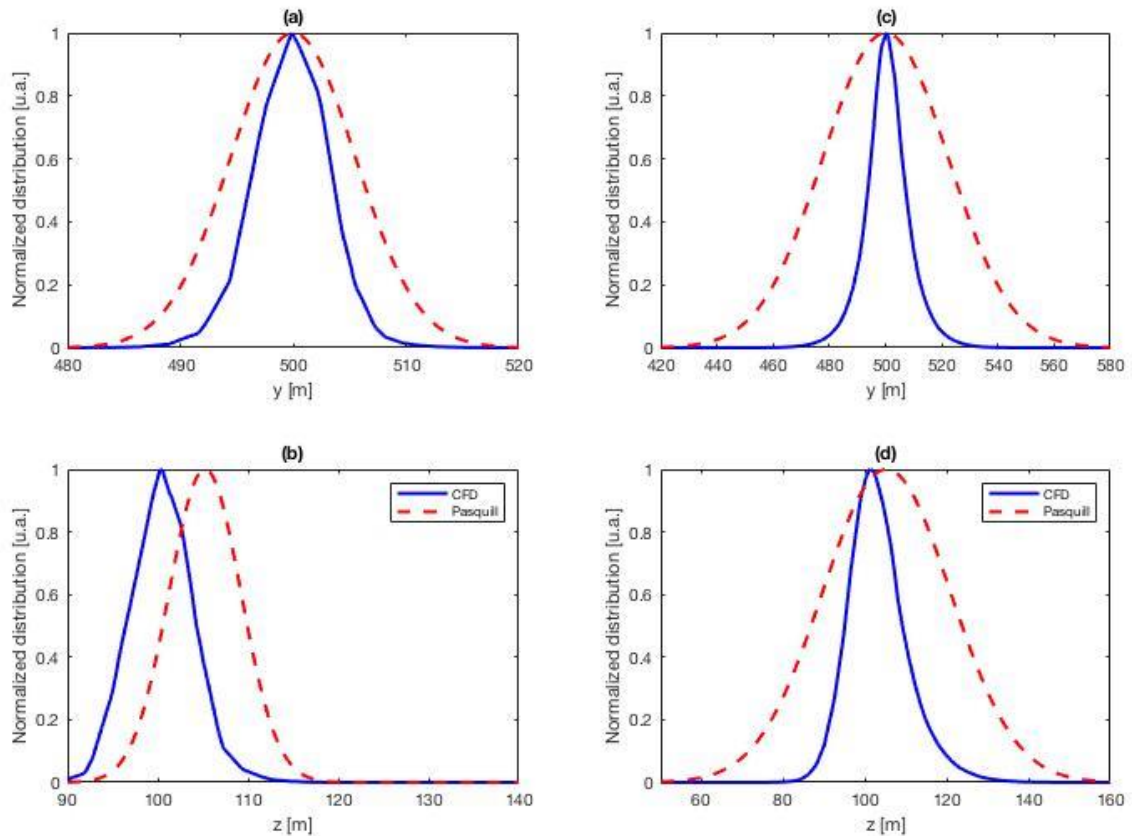 (a)
Normalized distribution [u.a.]
1
0.8
0.6
0.4
0.2
0
480 490 500 510 520
y [m]
(c)
Normalized distribution [u.a.]
1
0.8
0.6
0.4
0.2
0
420 440 460 480 500 520 540 560 580
y [m]
(b)
Normalized distribution [u.a.]
1
0.8
0.6
0.4
0.2
0
90 100 110 120 130 140
z [m]
CFD
Pasquill
(d)
Normalized distribution [u.a.]
1
0.8
0.6
0.4
0.2
0
60 80 100 120 140 160
z [m]
CFD
Pasquill